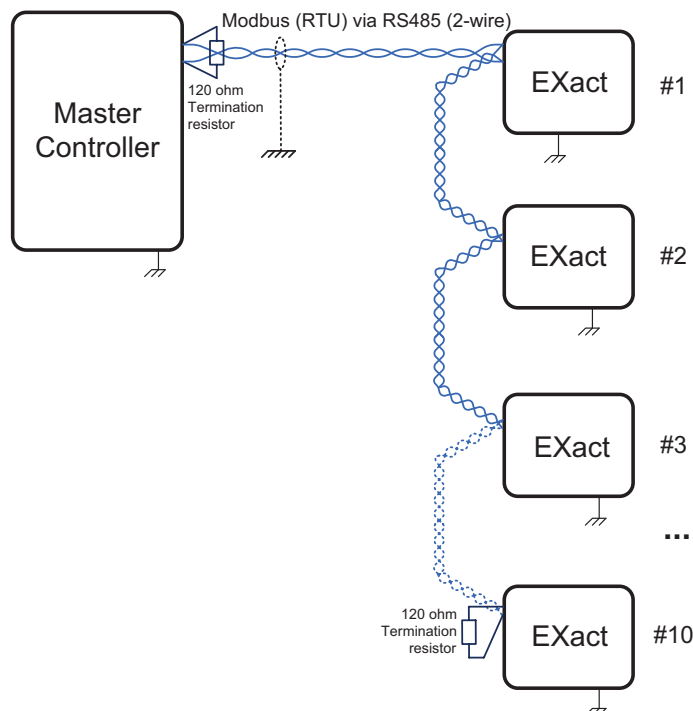 Modbus (RTU) via RS485 (2-wire)
120 ohm
Termination
resistor
Master
Controller
EXact
#1
EXact
#2
EXact
#3
...
120 ohm
Termination
resistor
EXact
#10